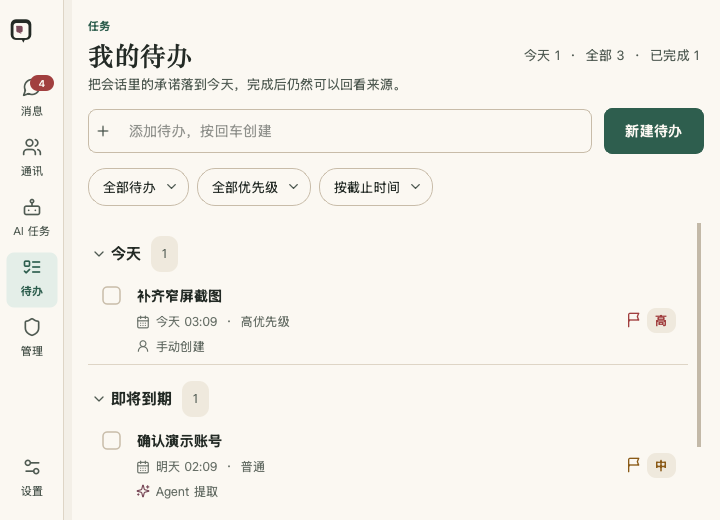 任务
我的待办
今天 1 · 全部 3 · 已完成 1
把会话里的承诺落到今天，完成后仍然可以回看来源。
4
消息
通讯
AI 任务
待办
管理
设置
添加待办，按回车创建
新建待办
全部待办
全部优先级
按截止时间
今天 1
补齐窄屏截图
今天 03:09 · 高优先级
高
手动创建
即将到期 1
确认演示账号
明天 02:09 · 普通
中
Agent 提取